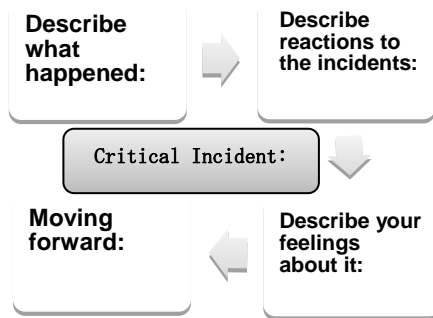 Describe
what
happened:
Describe
reactions to
the incidents:
Critical Incident:
Describe your
feelings
about it:
Moving
forward: